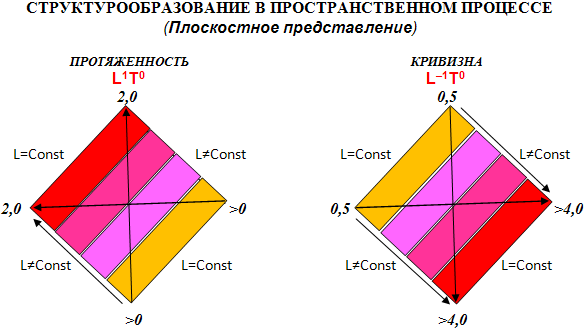 СТРУКТУРООБРАЗОВАНИЕ В ПРОСТРАНСТВЕННОМ ПРОЦЕССЕ
(Плоскостное представление)
ПРОТЯЖЕННОСТЬ
L¹T⁰
2,0
L=Const
L≠Const
2,0
>0
L≠Const
L=Const
>0
КРИВИЗНА
L⁻¹T⁰
0,5
L=Const
L≠Const
0,5
>4,0
L≠Const
L=Const
>4,0